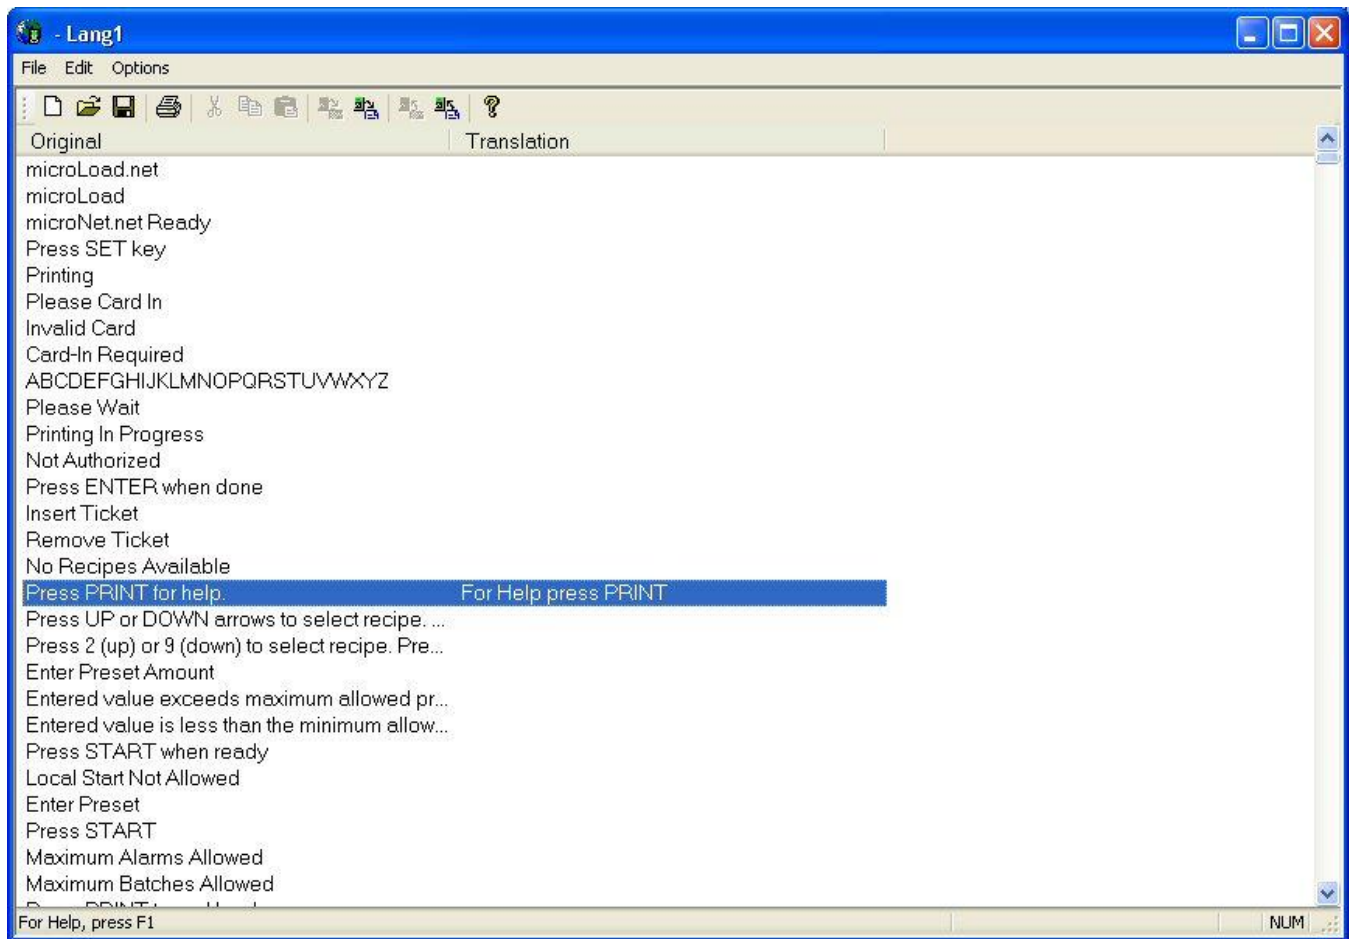 - Lang1
File Edit Options
Original Translation
microLoad.net
microLoad
microNet.net Ready
Press SET key
Printing
Please Card In
Invalid Card
Card-In Required
ABCDEFGHIJKLMNOPQRSTUVWXYZ
Please Wait
Printing In Progress
Not Authorized
Press ENTER when done
Insert Ticket
Remove Ticket
No Recipes Available
Press PRINT for help. For Help press PRINT
Press UP or DOWN arrows to select recipe. ...
Press 2 (up) or 9 (down) to select recipe. Pre...
Enter Preset Amount
Entered value exceeds maximum allowed pr...
Entered value is less than the minimum allow...
Press START when ready
Local Start Not Allowed
Enter Preset
Press START
Maximum Alarms Allowed
Maximum Batches Allowed
For Help, press F1 NUM